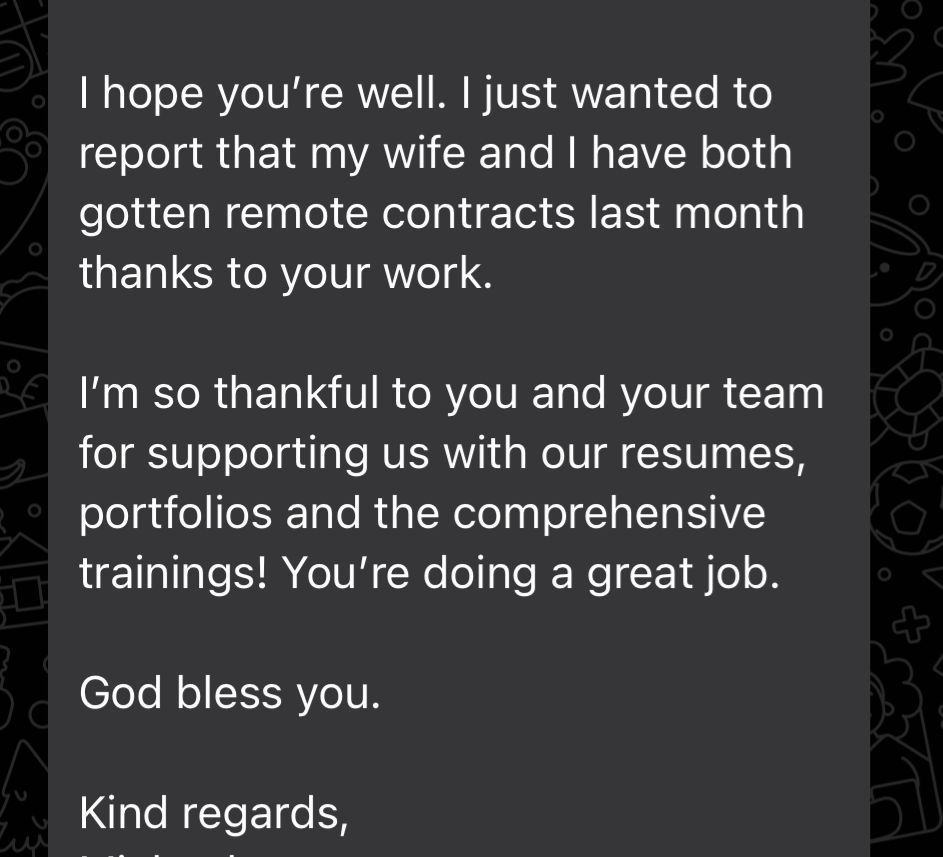 I hope you’re well. I just wanted to
report that my wife and I have both
gotten remote contracts last month
thanks to your work.
I’m so thankful to you and your team
for supporting us with our resumes,
portfolios and the comprehensive
trainings! You’re doing a great job.
God bless you.
Kind regards,